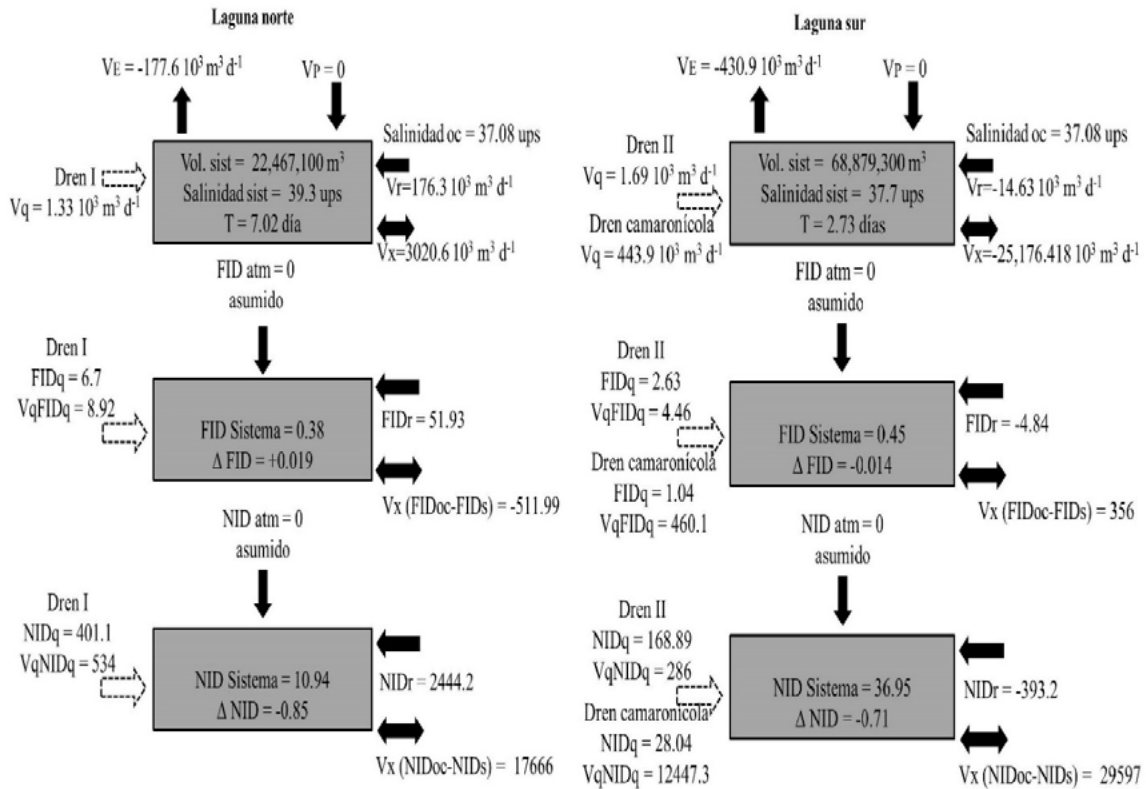 Laguna norte
VE = -177.6 10³ m³ d⁻¹
VP = 0
Salinidad oc = 37.08 ups
Dren I
Vq = 1.33 10³ m³ d⁻¹
Vol. sist = 22,467,100 m³
Salinidad sist = 39.3 ups
T = 7.02 día
Vr=176.3 10³ m³ d⁻¹
Vx=3020.6 10³ m³ d⁻¹
FID atm = 0
asumido
Dren I
FIDq = 6.7
VqFIDq = 8.92
FID Sistema = 0.38
Δ FID = +0.019
FIDr = 51.93
Vx (FIDoc-FIDs) = -511.99
NID atm = 0
asumido
Dren I
NIDq = 401.1
VqNIDq = 534
NID Sistema = 10.94
Δ NID = -0.85
NIDr = 2444.2
Vx (NIDoc-NIDs) = 17666
Laguna sur
VE = -430.9 10³ m³ d⁻¹
VP = 0
Salinidad oc = 37.08 ups
Dren II
Vq = 1.69 10³ m³ d⁻¹
Dren camaronícola
Vq = 443.9 10³ m³ d⁻¹
Vol. sist = 68,879,300 m³
Salinidad sist = 37.7 ups
T = 2.73 días
Vr=-14.63 10³ m³ d⁻¹
Vx=-25,176.418 10³ m³ d⁻¹
FID atm = 0
asumido
Dren II
FIDq = 2.63
VqFIDq = 4.46
Dren camaronícola
FIDq = 1.04
VqFIDq = 460.1
FID Sistema = 0.45
Δ FID = -0.014
FIDr = -4.84
Vx (FIDoc-FIDs) = 356
NID atm = 0
asumido
Dren II
NIDq = 168.89
VqNIDq = 286
Dren camaronícola
NIDq = 28.04
VqNIDq = 12447.3
NID Sistema = 36.95
Δ NID = -0.71
NIDr = -393.2
Vx (NIDoc-NIDs) = 29597